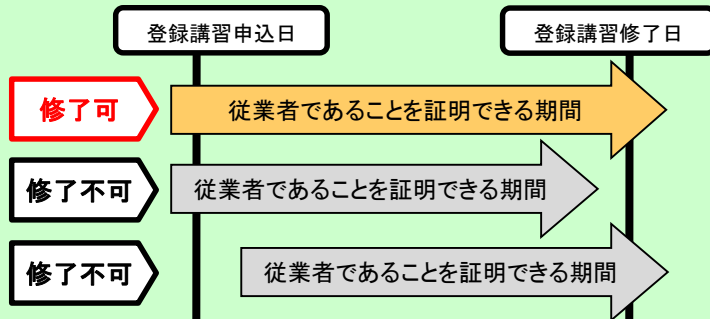 登録講習申込日
登録講習修了日
修了可
従業者であることを証明できる期間
修了不可
従業者であることを証明できる期間
修了不可
従業者であることを証明できる期間